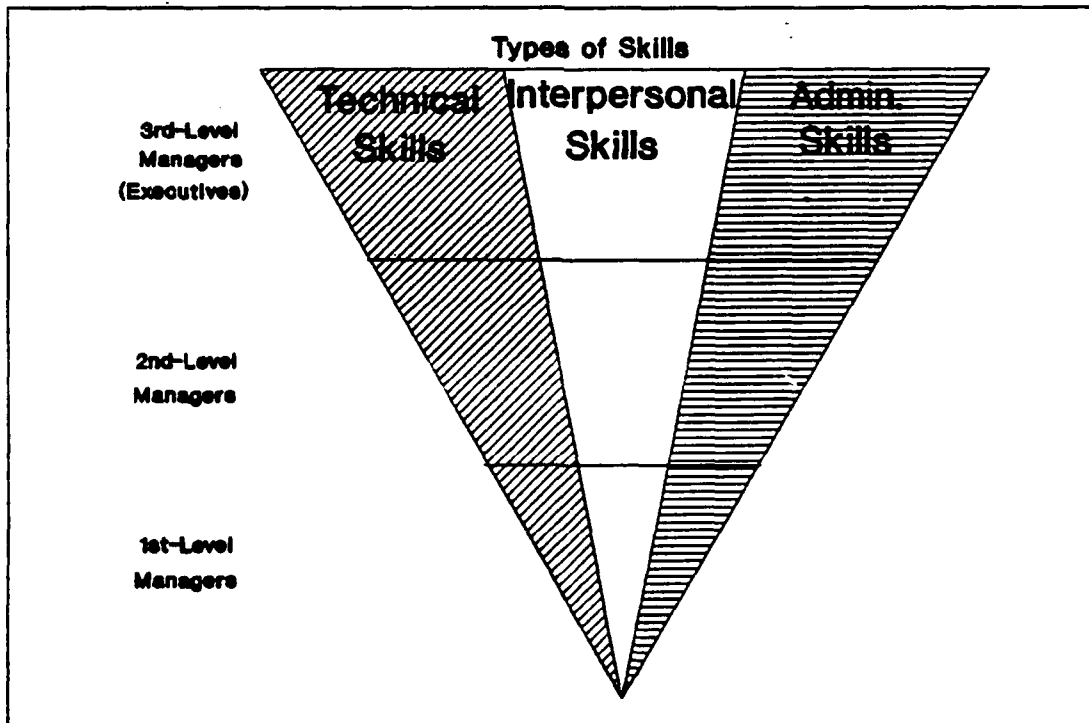 Types of Skills
Technical
Skills
Interpersonal
Skills
Admin.
Skills
3rd-Level
Managers
(Executives)
2nd-Level
Managers
1st-Level
Managers